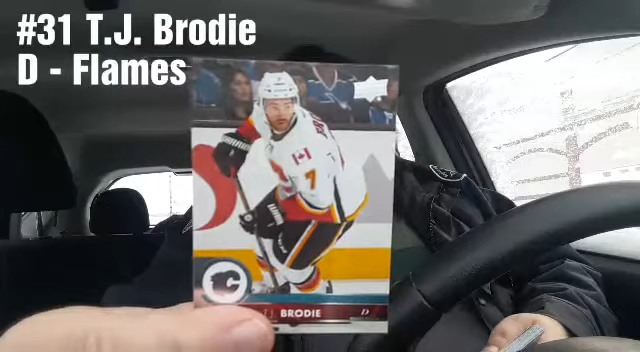 #31 T.J. Brodie
D - Flames
7
C
T.J. BRODIE D